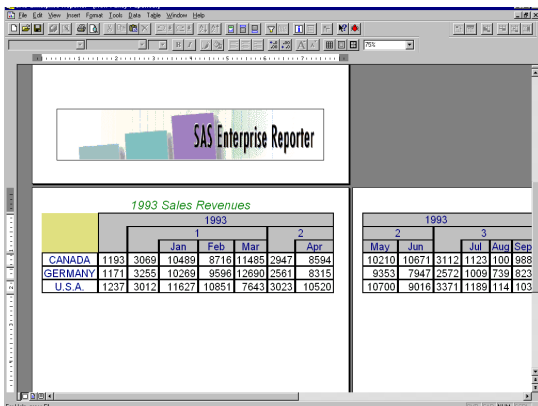 File Edit View Insert Format Tools Data Table Window Help
75%
SAS Enterprise Reporter
1993 Sales Revenues
1993
1 2
Jan Feb Mar Apr
CANADA 1193 3069 10489 8716 11485 2947 8594
GERMANY 1171 3255 10269 9596 12690 2561 8315
U.S.A. 1237 3012 11627 10851 7643 3023 10520
1993
2 3
May Jun Jul Aug Sep
10210 10671 3112 1123 100 988
9353 7947 2572 1009 739 823
10700 9016 3371 1189 114 103